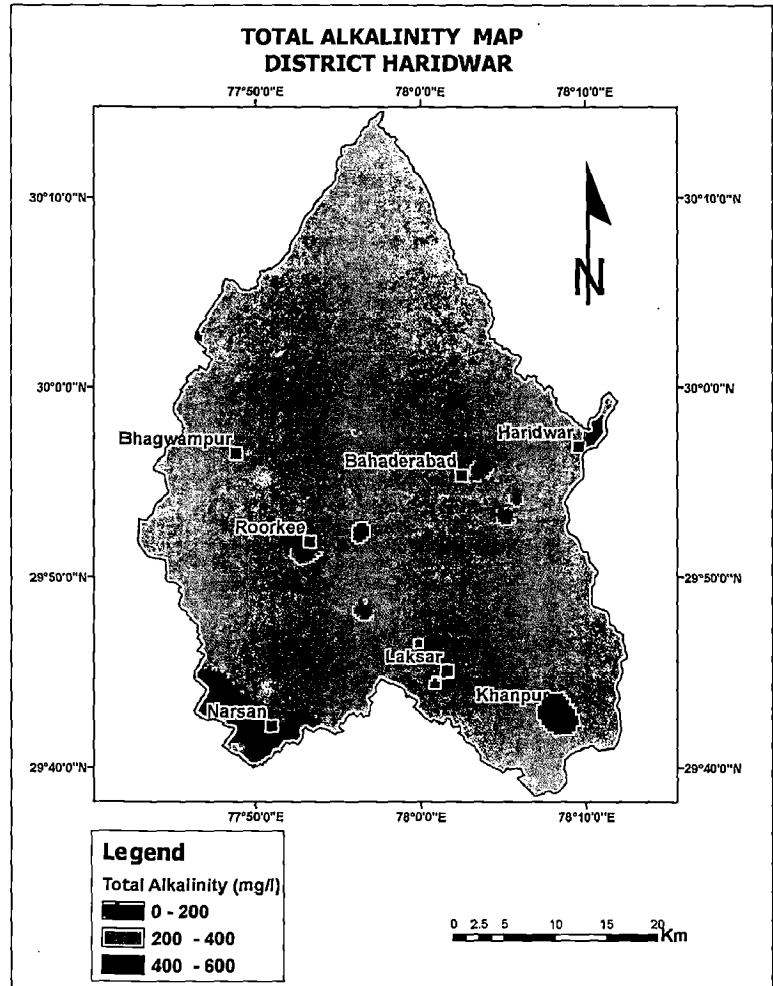 TOTAL ALKALINITY MAP
DISTRICT HARIDWAR
77°50'0"E 78°0'0"E 78°10'0"E
30°10'0"N 30°10'0"N
N
30°0'0"N 30°0'0"N
Haridwar
Bhagwampur
Bahaderabad
Roorkee
29°50'0"N 29°50'0"N
Laksar
Khanpur
Narsan
29°40'0"N 29°40'0"N
77°50'0"E 78°0'0"E 78°10'0"E
Legend
Total Alkalinity (mg/l)
0 - 200
200 - 400
400 - 600
0 2.5 5 10 15 20
Km